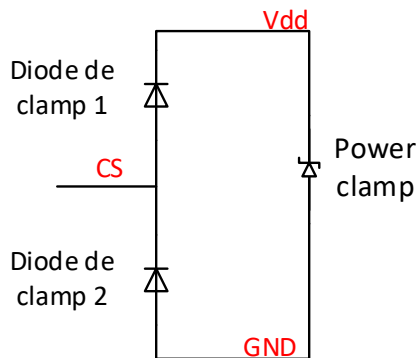 Vdd
Diode de
clamp 1
Power
clamp
CS
Diode de
clamp 2
GND